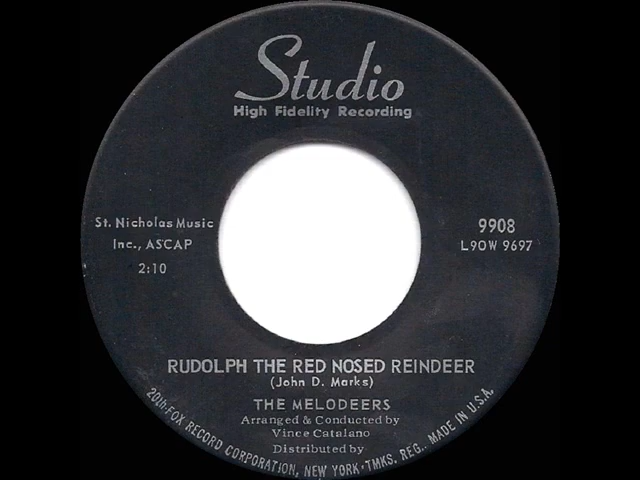 Studio
High Fidelity Recording
St. Nicholas Music
Inc., ASCAP
2:10
9908
L9OW 9697
RUDOLPH THE RED NOSED REINDEER
(John D. Marks)
THE MELODEERS
Arranged & Conducted by
Vince Catalano
Distributed by
20th-FOX RECORD CORPORATION, NEW YORK • TMKS. REG. MADE IN U.S.A.